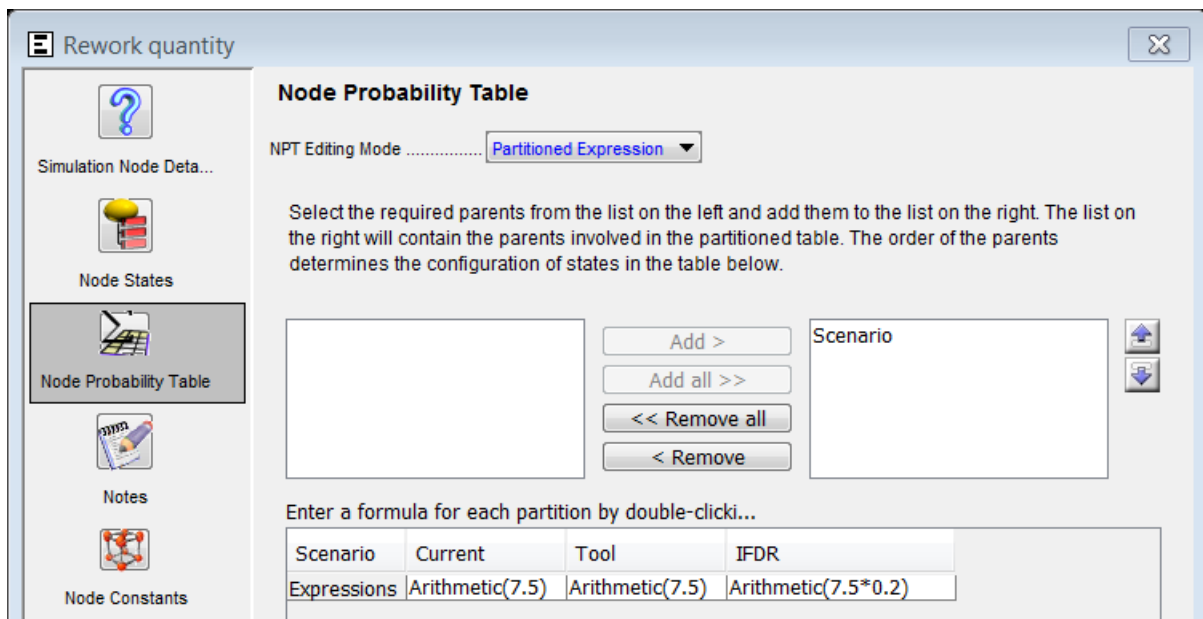 Rework quantity
Simulation Node Deta...
Node States
Node Probability Table
Notes
Node Constants
Node Probability Table
NPT Editing Mode ................ Partitioned Expression
Select the required parents from the list on the left and add them to the list on the right. The list on
the right will contain the parents involved in the partitioned table. The order of the parents
determines the configuration of states in the table below.
Add >
Add all >>
<< Remove all
< Remove
Scenario
Enter a formula for each partition by double-clicki...
Scenario Current Tool IFDR
Expressions Arithmetic(7.5) Arithmetic(7.5) Arithmetic(7.5*0.2)